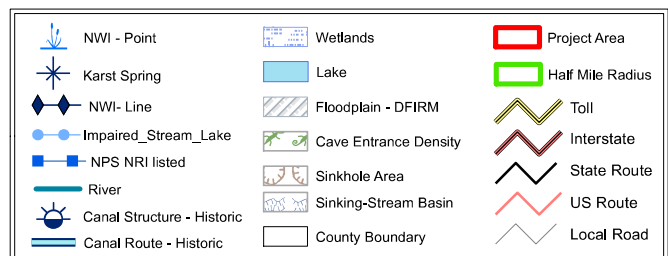 NWI - Point
Karst Spring
NWI- Line
Impaired_Stream_Lake
NPS NRI listed
River
Canal Structure - Historic
Canal Route - Historic
Wetlands
Lake
Floodplain - DFIRM
Cave Entrance Density
Sinkhole Area
Sinking-Stream Basin
County Boundary
Project Area
Half Mile Radius
Toll
Interstate
State Route
US Route
Local Road